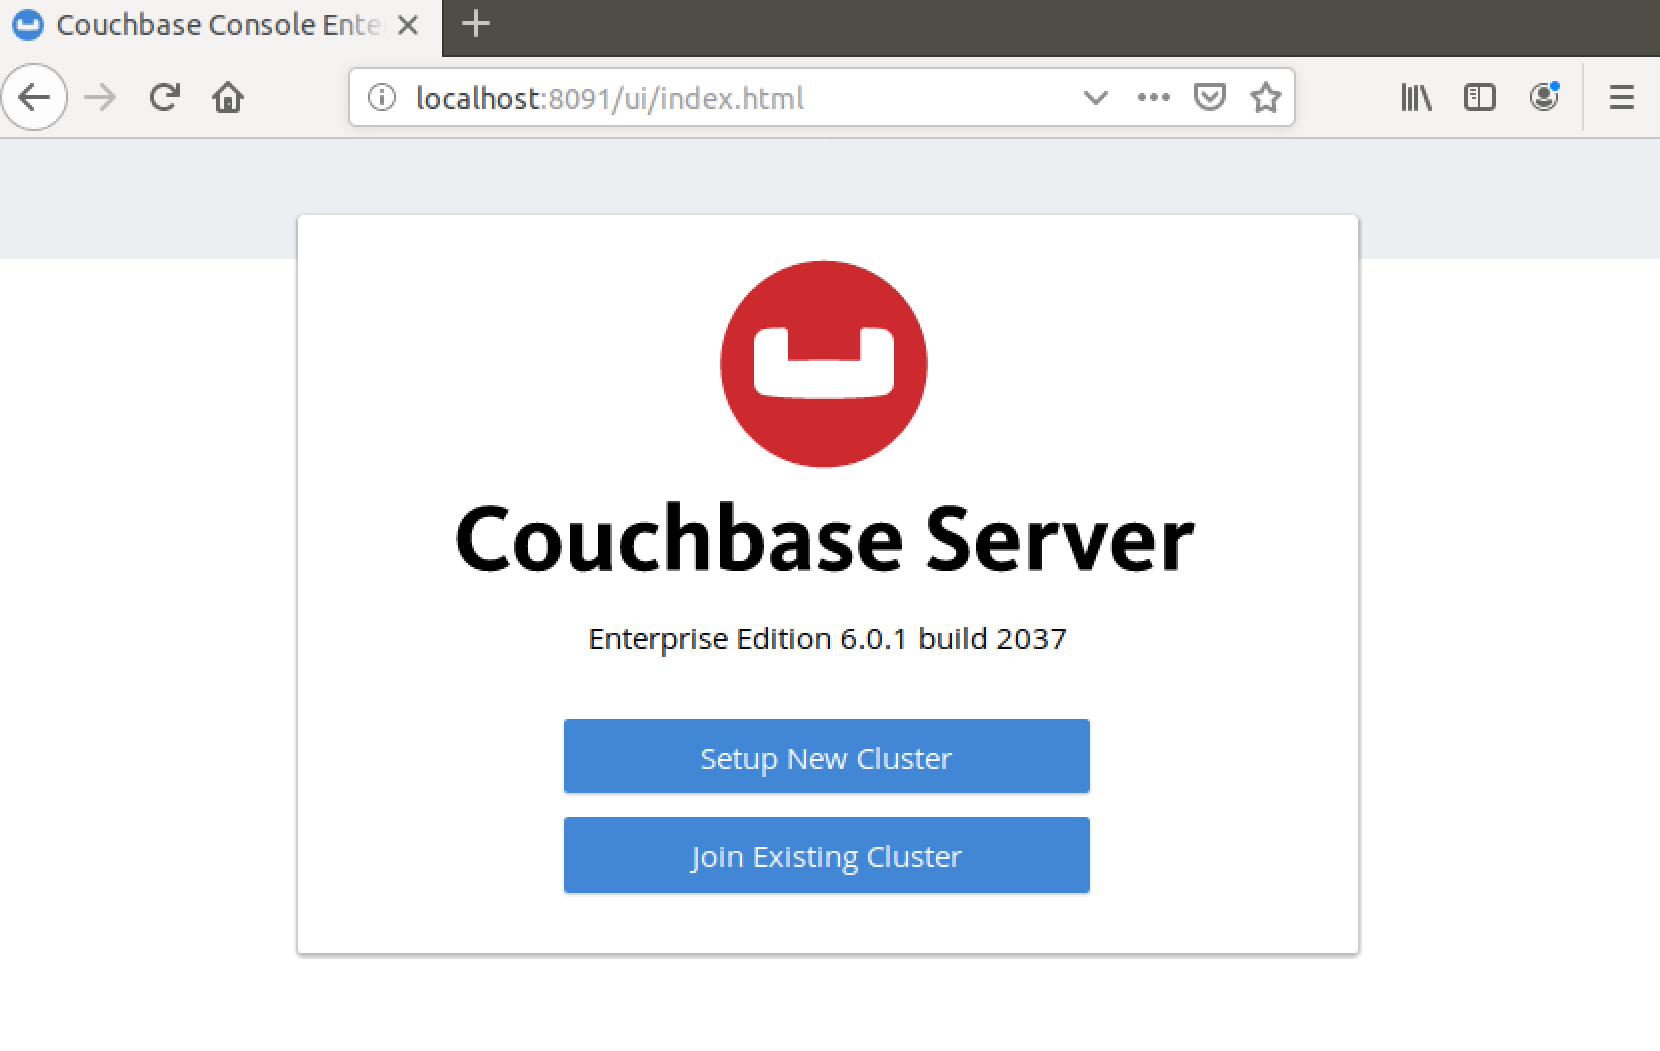 Couchbase Console Ente
localhost:8091/ui/index.html
Couchbase Server
Enterprise Edition 6.0.1 build 2037
Setup New Cluster
Join Existing Cluster